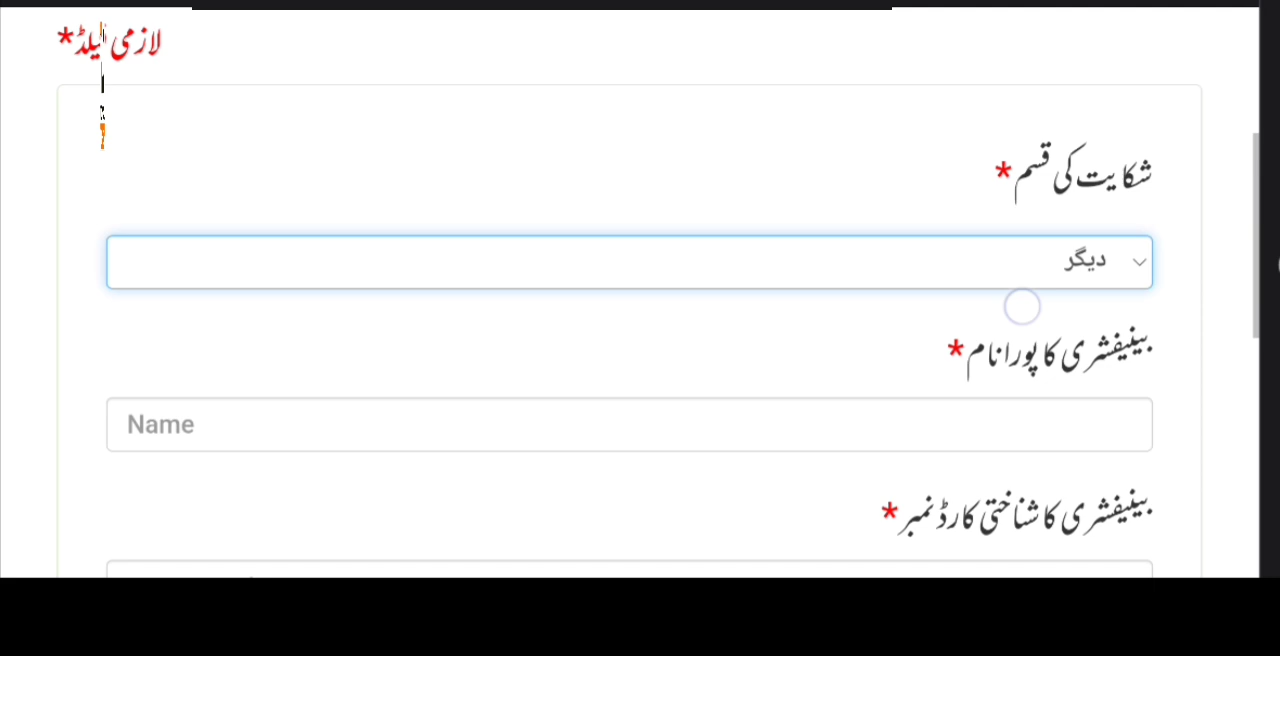 لازمی فیلڈ*
شکایت کی قسم*
دیگر
بینیفشری کا پورا نام*
Name
بینیفشری کا شناختی کارڈ نمبر*